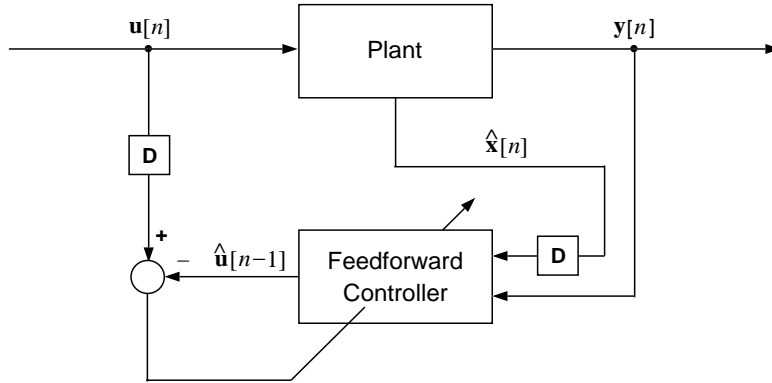 u[n]
y[n]
Plant
x̂[n]
D
+
−
û[n−1]
Feedforward
Controller
D